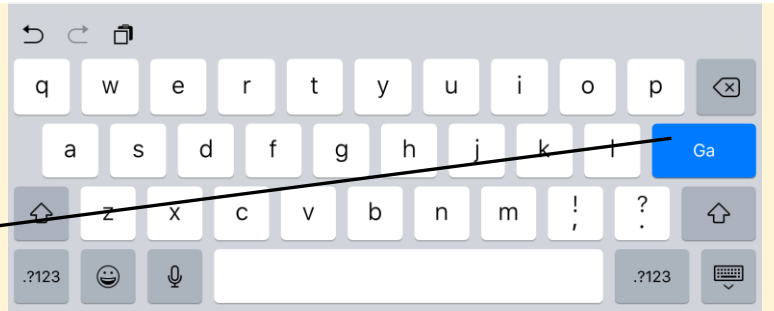 q w e r t y u i o p
a s d f g h j k l Ga
z x c v b n m ! , ? .
.?123 .?123